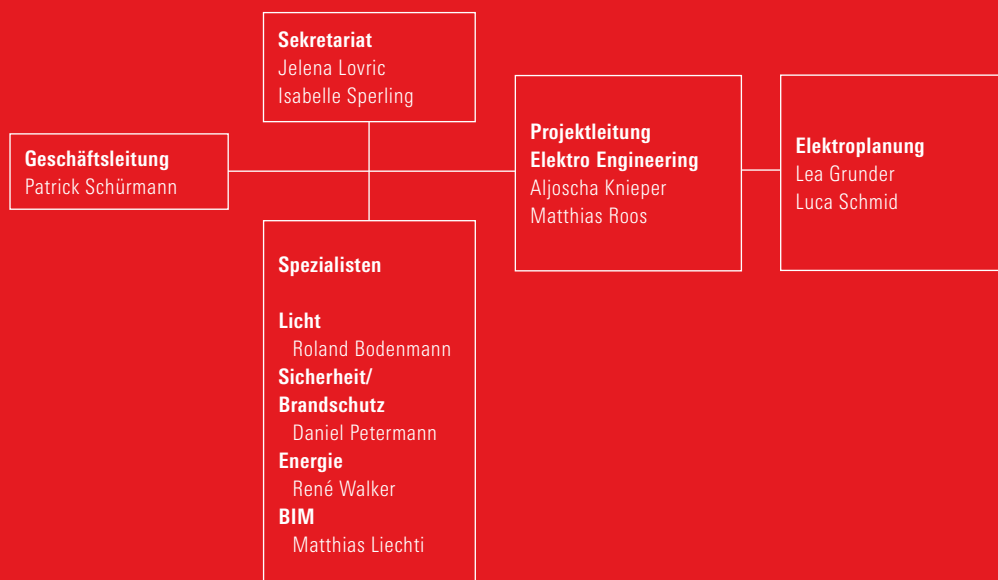 Sekretariat
Jelena Lovric
Isabelle Sperling
Geschäftsleitung
Patrick Schürmann
Projektleitung
Elektro Engineering
Aljoscha Knieper
Matthias Roos
Elektroplanung
Lea Grunder
Luca Schmid
Spezialisten
Licht
Roland Bodenmann
Sicherheit/
Brandschutz
Daniel Petermann
Energie
René Walker
BIM
Matthias Liechti